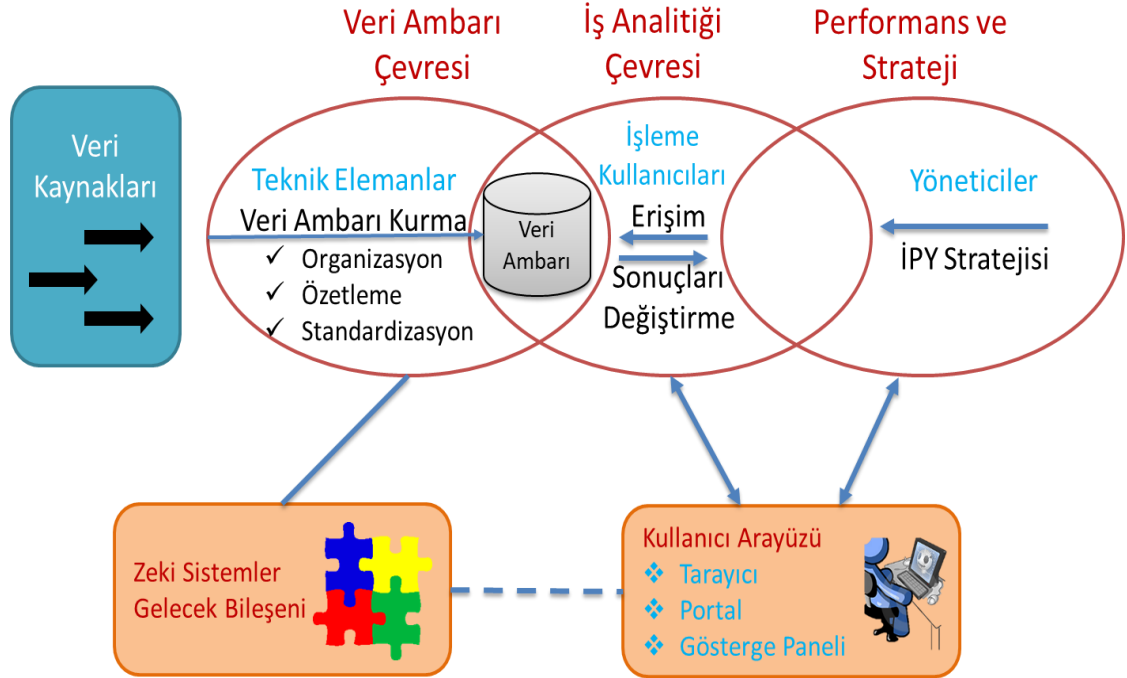 Veri Ambarı
Çevresi
İş Analitiği
Çevresi
Performans ve
Strateji
Veri
Kaynakları
Teknik Elemanlar
Veri Ambarı Kurma
✓ Organizasyon
✓ Özetleme
✓ Standardizasyon
Veri
Ambarı
İşleme
Kullanıcıları
Erişim
Sonuçları
Değiştirme
Yöneticiler
İPY Stratejisi
Zeki Sistemler
Gelecek Bileşeni
Kullanıcı Arayüzü
❖ Tarayıcı
❖ Portal
❖ Gösterge Paneli